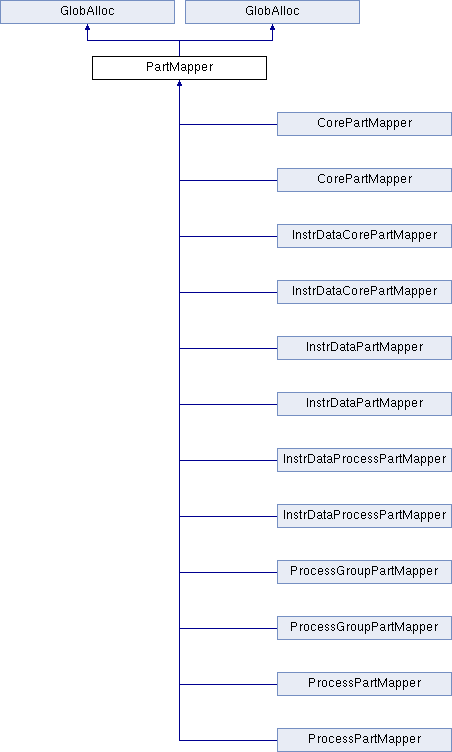 GlobAlloc
GlobAlloc
PartMapper
CorePartMapper
CorePartMapper
InstrDataCorePartMapper
InstrDataCorePartMapper
InstrDataPartMapper
InstrDataPartMapper
InstrDataProcessPartMapper
InstrDataProcessPartMapper
ProcessGroupPartMapper
ProcessGroupPartMapper
ProcessPartMapper
ProcessPartMapper